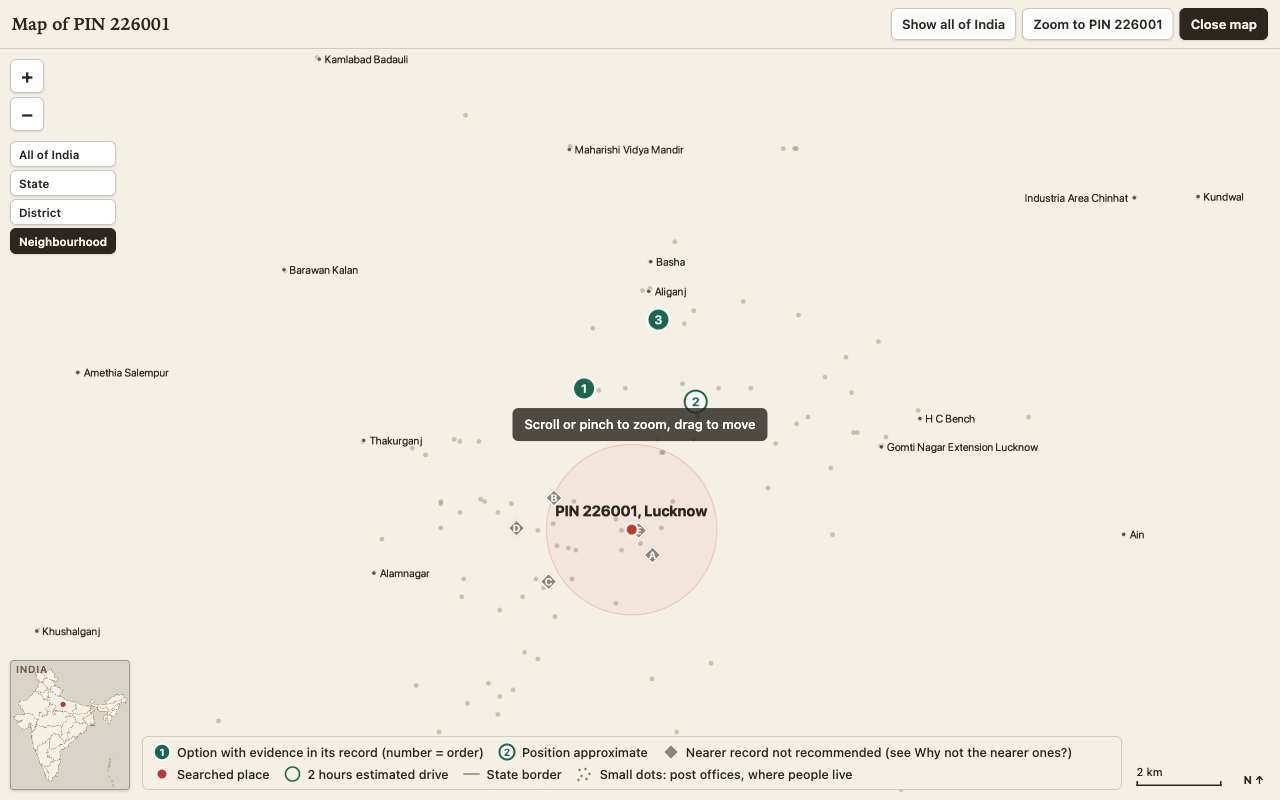 Map of PIN 226001
Show all of India
Zoom to PIN 226001
Close map
+
−
All of India
State
District
Neighbourhood
Kamlabad Badauli
Maharishi Vidya Mandir
Industria Area Chinhat
Kundwal
Basha
Barawan Kalan
Aliganj
3
Amethia Salempur
1
2
Scroll or pinch to zoom, drag to move
H C Bench
Thakurganj
Gomti Nagar Extension Lucknow
B
PIN 226001, Lucknow
D
E
A
Ain
Alamnagar
C
Khushalganj
INDIA
1 Option with evidence in its record (number = order)
2 Position approximate
Nearer record not recommended (see Why not the nearer ones?)
Searched place
2 hours estimated drive
State border
Small dots: post offices, where people live
2 km
N ↑